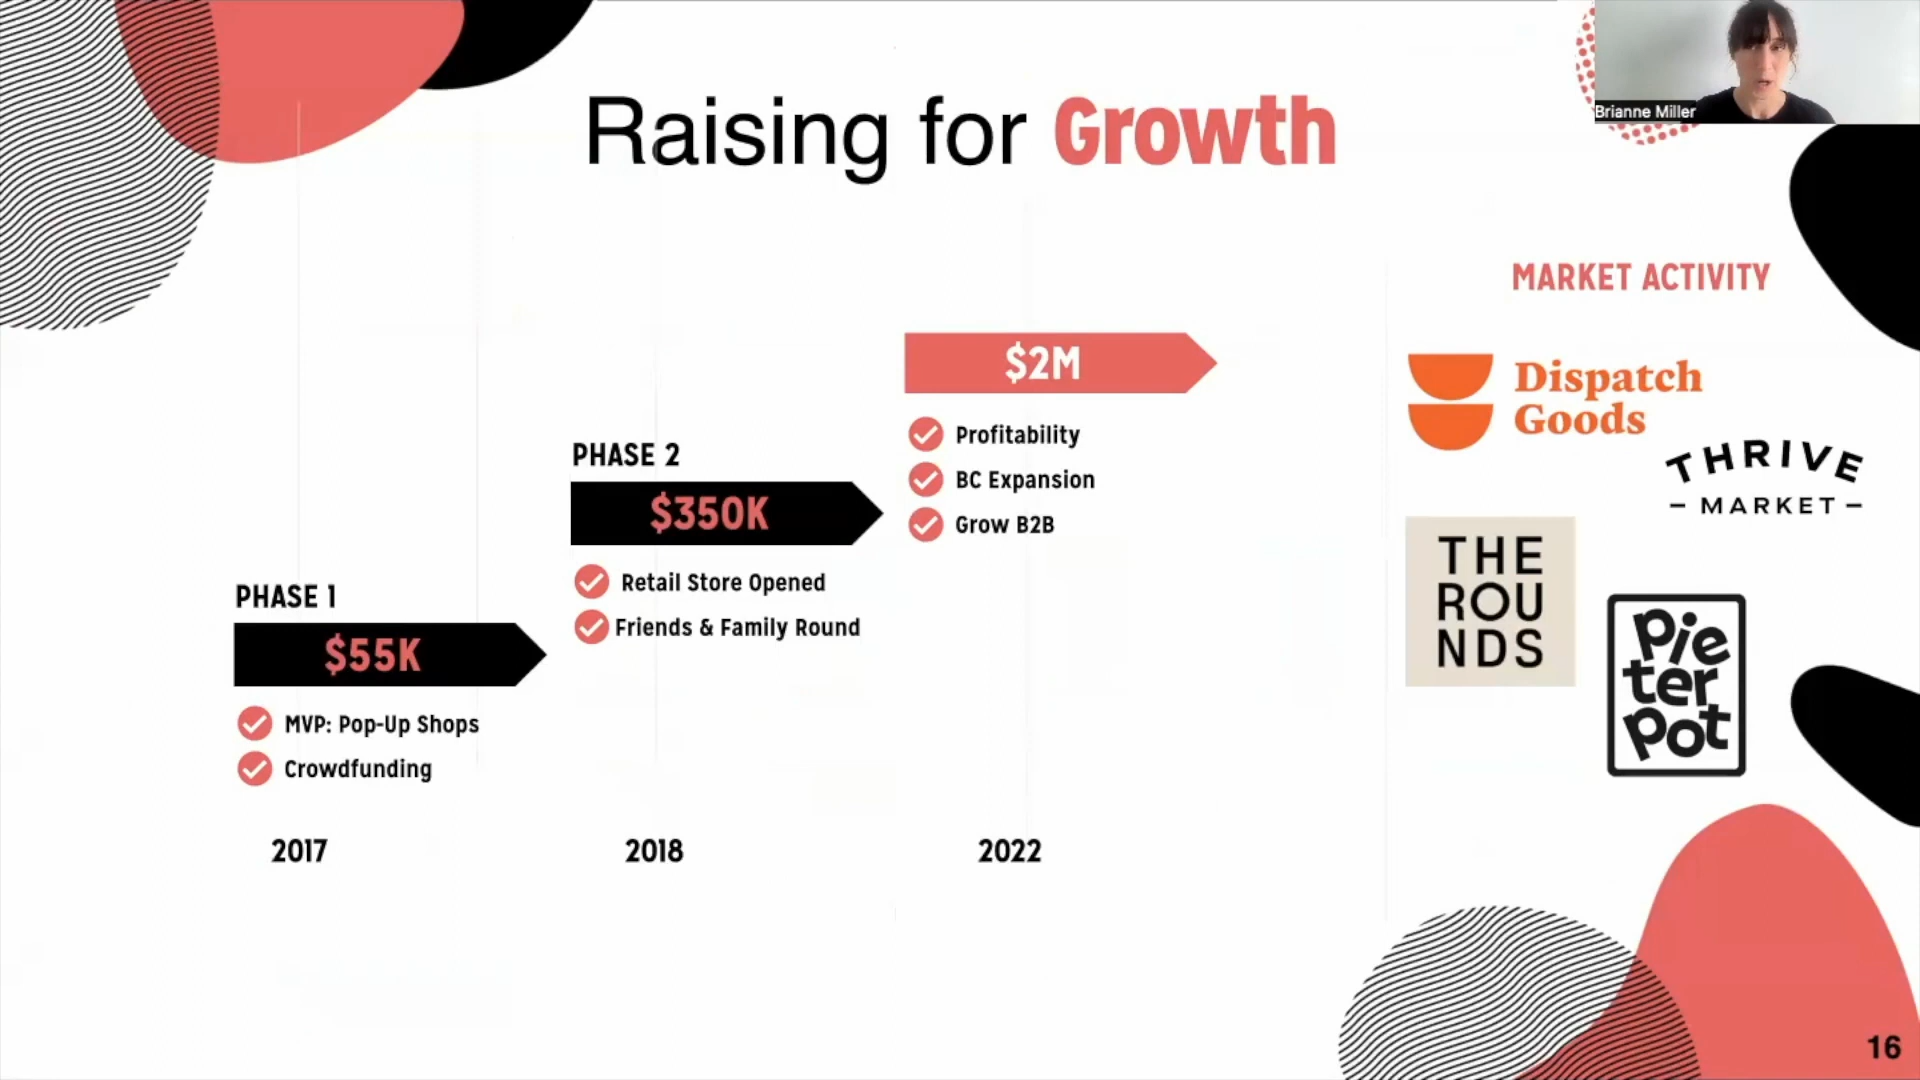 Raising for Growth
Brianne Miller
MARKET ACTIVITY
$2M
Profitability
BC Expansion
Grow B2B
PHASE 2
$350K
Retail Store Opened
Friends & Family Round
PHASE 1
$55K
MVP: Pop-Up Shops
Crowdfunding
2017
2018
2022
Dispatch
Goods
THRIVE
– MARKET –
THE
ROU
NDS
pie
ter
pot
16